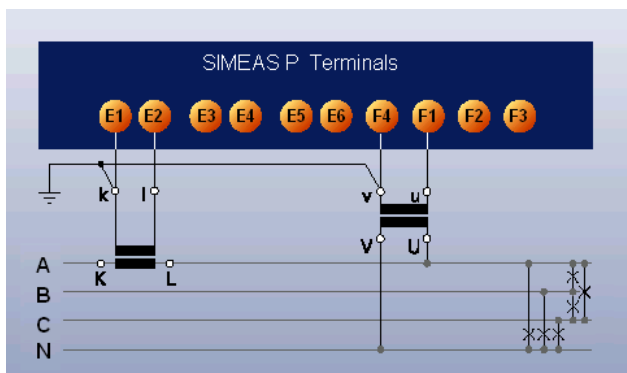 SIMEAS P Terminals
E1 E2 E3 E4 E5 E6 F4 F1 F2 F3
k l v u
V U
A
K L
B
C
N